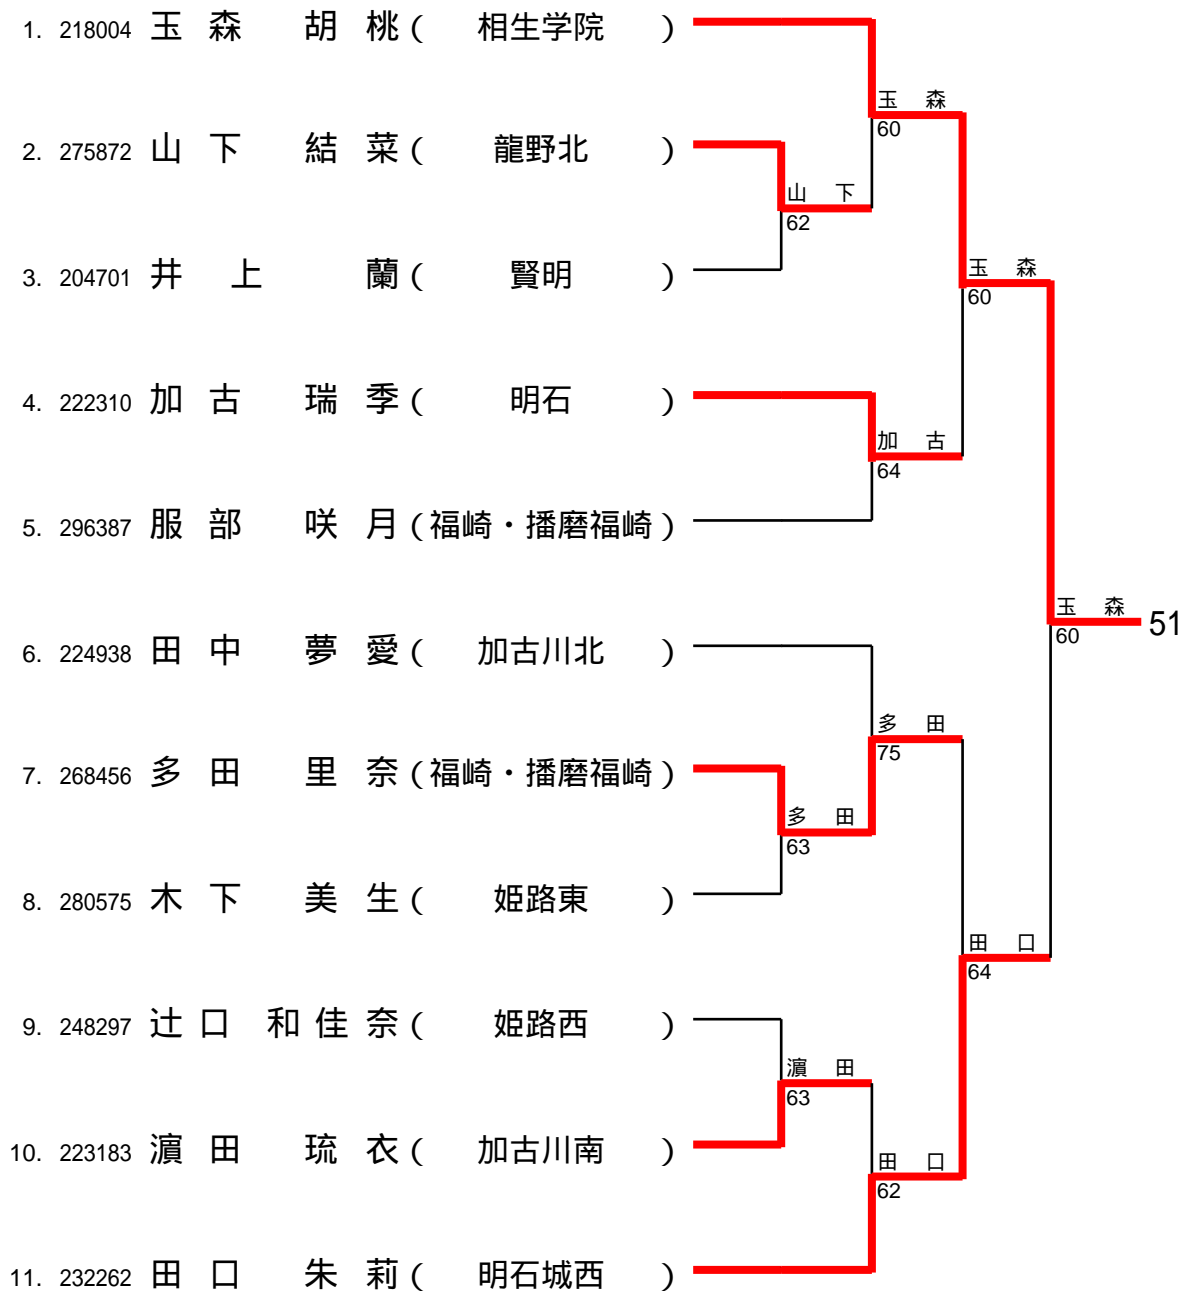 1. 218004 玉森 胡桃 ( 相生学院 )
玉森
60
2. 275872 山下 結菜 ( 龍野北 )
山下
62
3. 204701 井上 蘭 ( 賢明 )
玉森
60
4. 222310 加古 瑞季 ( 明石 )
加古
64
5. 296387 服部 咲月 (福崎・播磨福崎)
玉森
60
51
6. 224938 田中 夢愛 ( 加古川北 )
多田
75
7. 268456 多田 里奈 (福崎・播磨福崎)
多田
63
8. 280575 木下 美生 ( 姫路東 )
田口
64
9. 248297 辻口 和佳奈 ( 姫路西 )
濵田
63
10. 223183 濵田 琉衣 ( 加古川南 )
田口
62
11. 232262 田口 朱莉 ( 明石城西 )